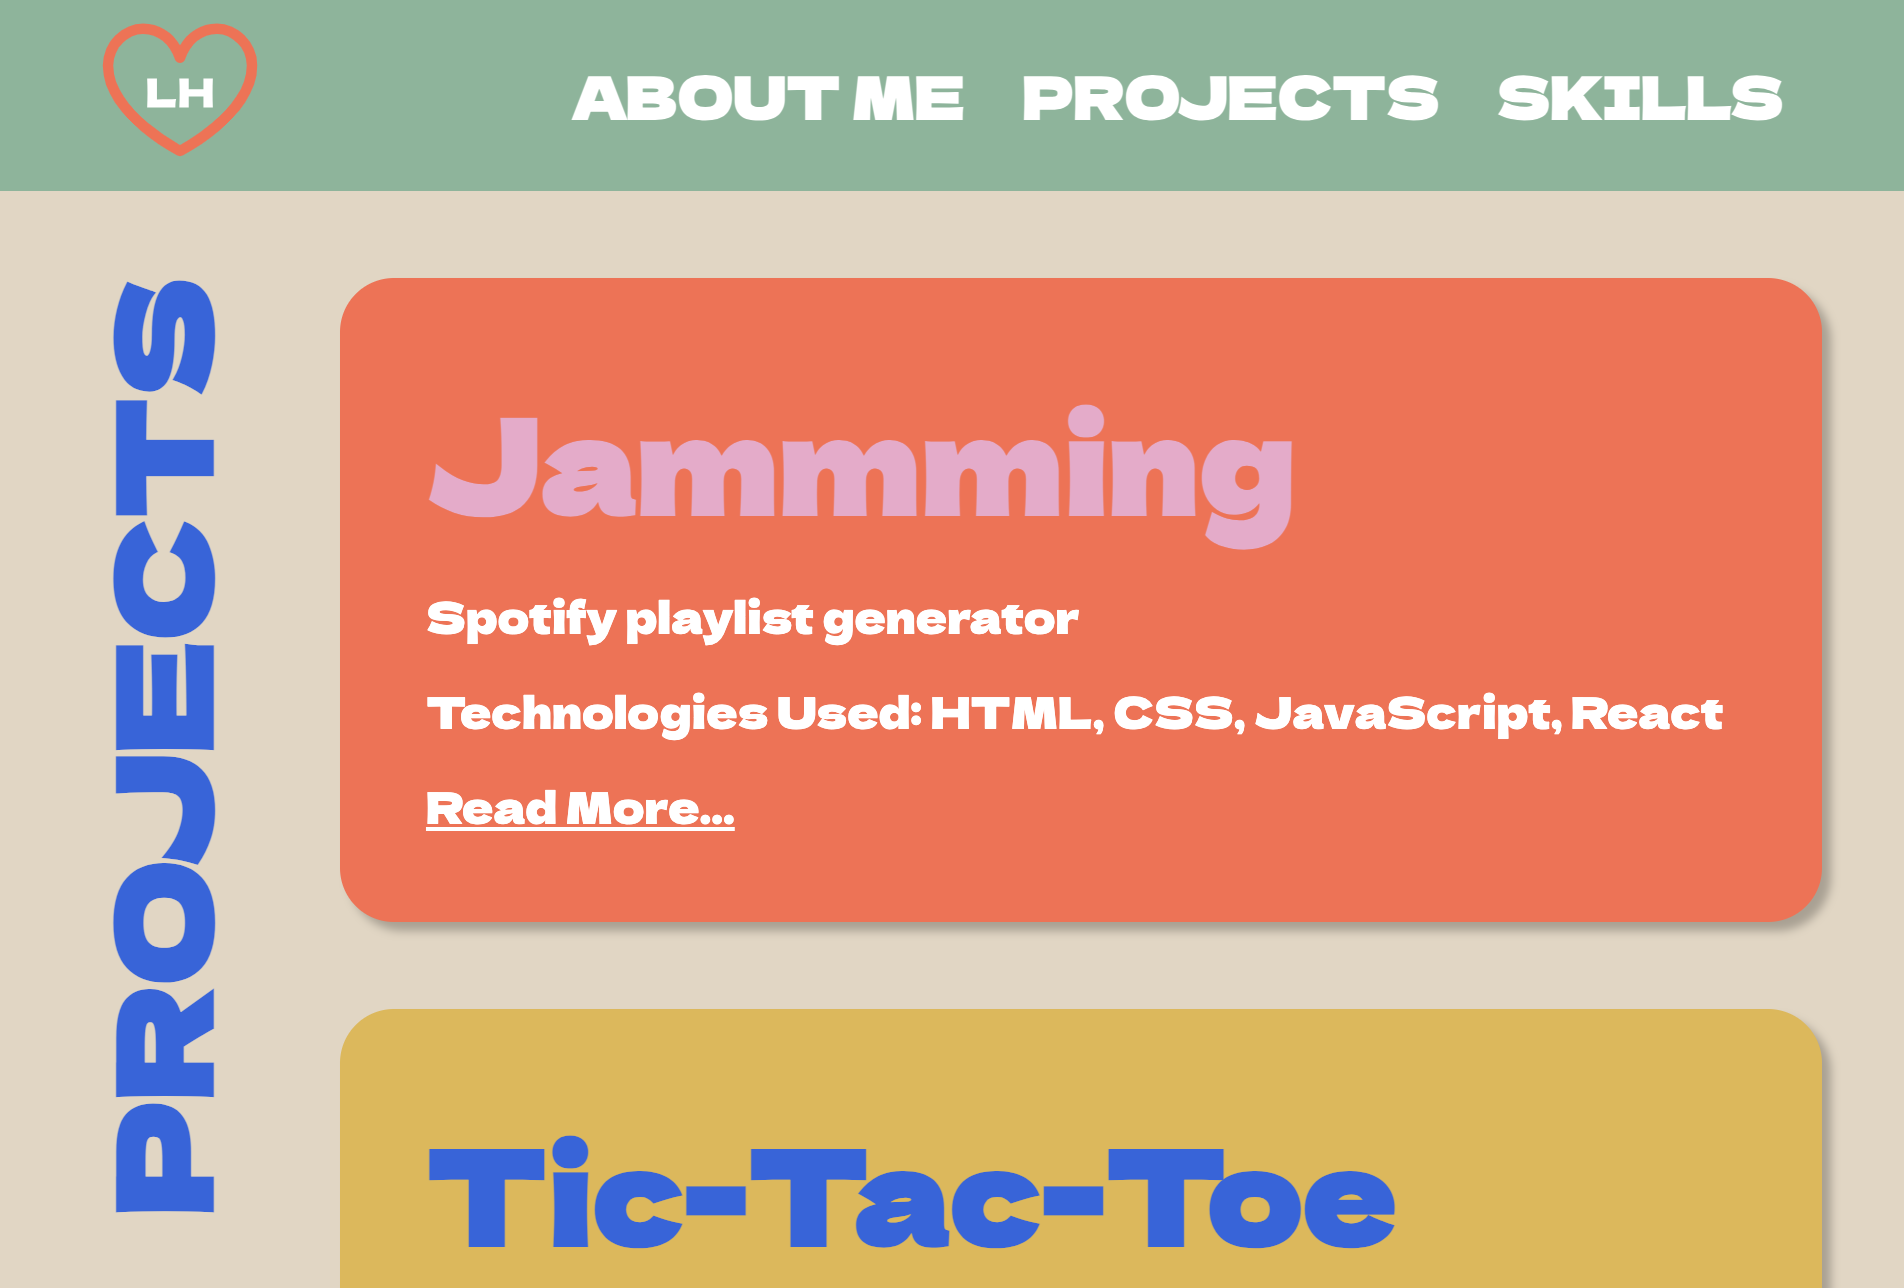 LH
ABOUT ME PROJECTS SKILLS
PROJECTS
Jammming
Spotify playlist generator
Technologies Used: HTML, CSS, JavaScript, React
Read More...
Tic-Tac-Toe